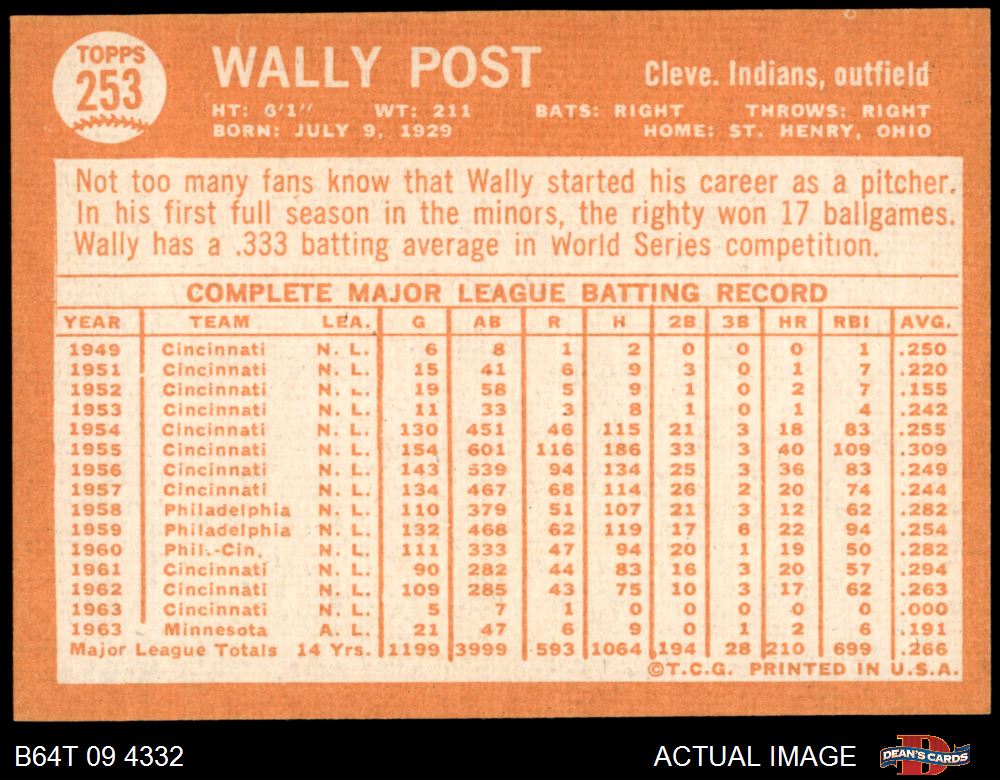 TOPPS
253
WALLY POST
Cleve. Indians, outfield
HT: 6'1" WT: 211 BATS: RIGHT THROWS: RIGHT
BORN: JULY 9, 1929 HOME: ST. HENRY, OHIO
Not too many fans know that Wally started his career as a pitcher.
In his first full season in the minors, the righty won 17 ballgames.
Wally has a .333 batting average in World Series competition.
COMPLETE MAJOR LEAGUE BATTING RECORD
YEAR TEAM LEA. G AB R H 2B 3B HR RBI AVG.
1949 Cincinnati N. L. 6 8 1 2 0 0 0 1 .250
1951 Cincinnati N. L. 15 41 6 9 3 0 1 7 .220
1952 Cincinnati N. L. 19 58 5 9 1 0 2 7 .155
1953 Cincinnati N. L. 11 33 3 8 1 0 1 4 .242
1954 Cincinnati N. L. 130 451 46 115 21 3 18 83 .255
1955 Cincinnati N. L. 154 601 116 186 33 3 40 109 .309
1956 Cincinnati N. L. 143 539 94 134 25 3 36 83 .249
1957 Cincinnati N. L. 134 467 68 114 26 2 20 74 .244
1958 Philadelphia N. L. 110 379 51 107 21 3 12 62 .282
1959 Philadelphia N. L. 132 468 62 119 17 6 22 94 .254
1960 Phil.-Cin. N. L. 111 333 47 94 20 1 19 50 .282
1961 Cincinnati N. L. 90 282 44 83 16 3 20 57 .294
1962 Cincinnati N. L. 109 285 43 75 10 3 17 62 .263
1963 Cincinnati N. L. 5 7 1 0 0 0 0 0 .000
1963 Minnesota A. L. 21 47 6 9 0 1 2 6 .191
Major League Totals 14 Yrs. 1199 3999 593 1064 194 28 210 699 .266
©T.C.G. PRINTED IN U.S.A.
B64T 09 4332
ACTUAL IMAGE
DEAN'S CARDS